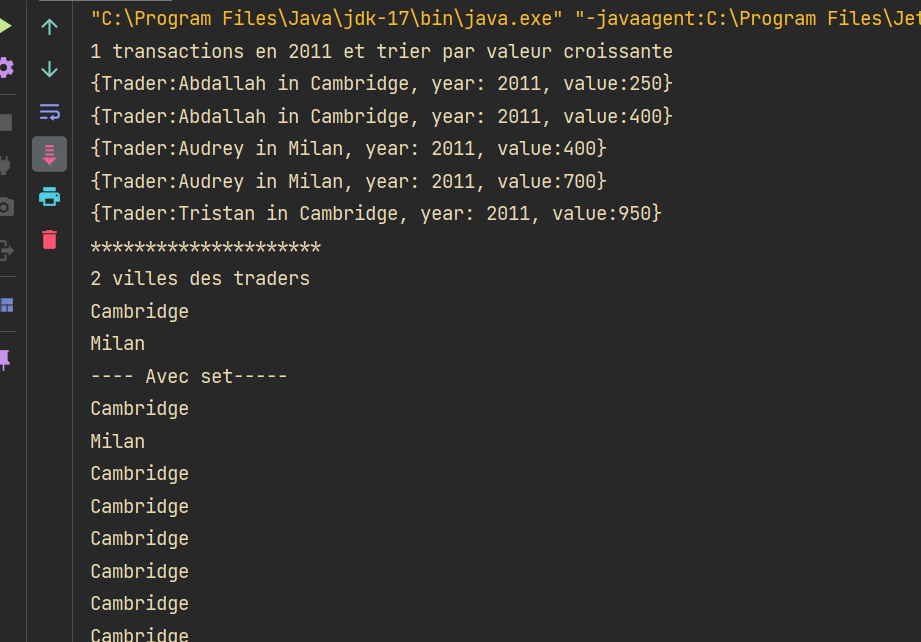 "C:\Program Files\Java\jdk-17\bin\java.exe" "-javaagent:C:\Program Files\Jet
1 transactions en 2011 et trier par valeur croissante
{Trader:Abdallah in Cambridge, year: 2011, value:250}
{Trader:Abdallah in Cambridge, year: 2011, value:400}
{Trader:Audrey in Milan, year: 2011, value:400}
{Trader:Audrey in Milan, year: 2011, value:700}
{Trader:Tristan in Cambridge, year: 2011, value:950}
*********************
2 villes des traders
Cambridge
Milan
---- Avec set-----
Cambridge
Milan
Cambridge
Cambridge
Cambridge
Cambridge
Cambridge
Cambridge